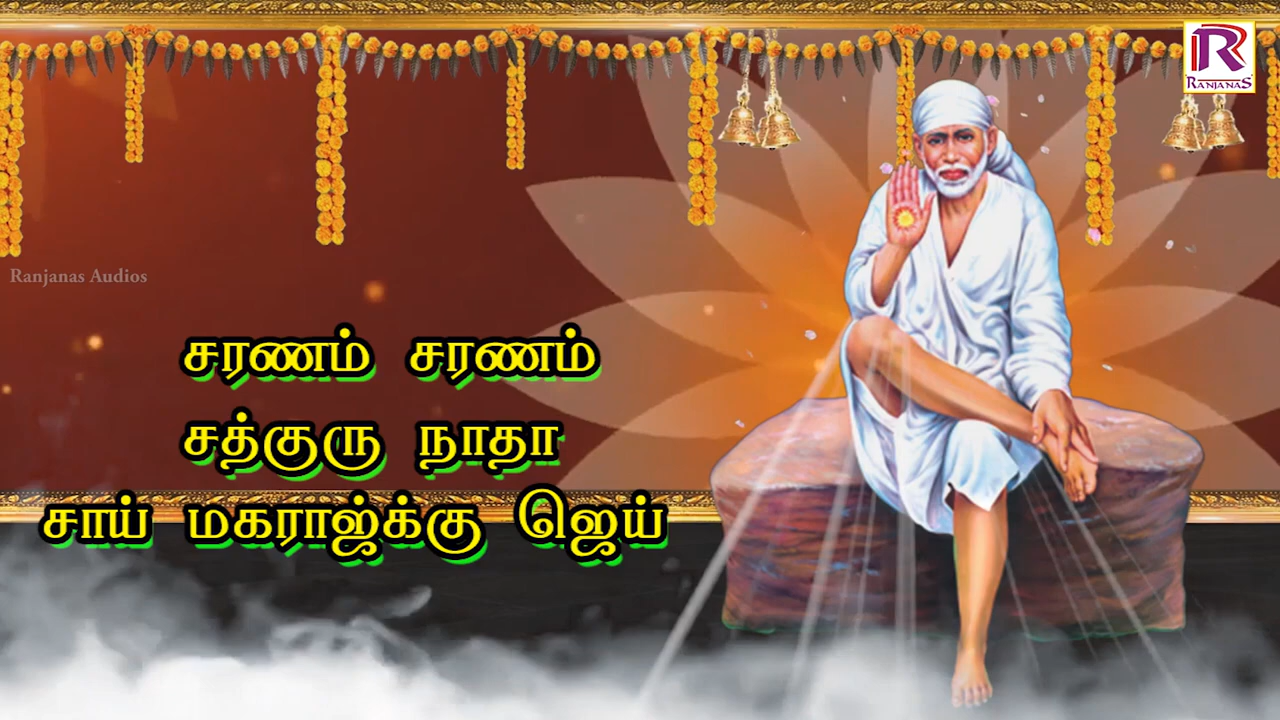 R
RANJANAS
Ranjanas Audios
சரணம் சரணம்
சத்குரு நாதா
சாய் மகராஜ்க்கு ஜெய்